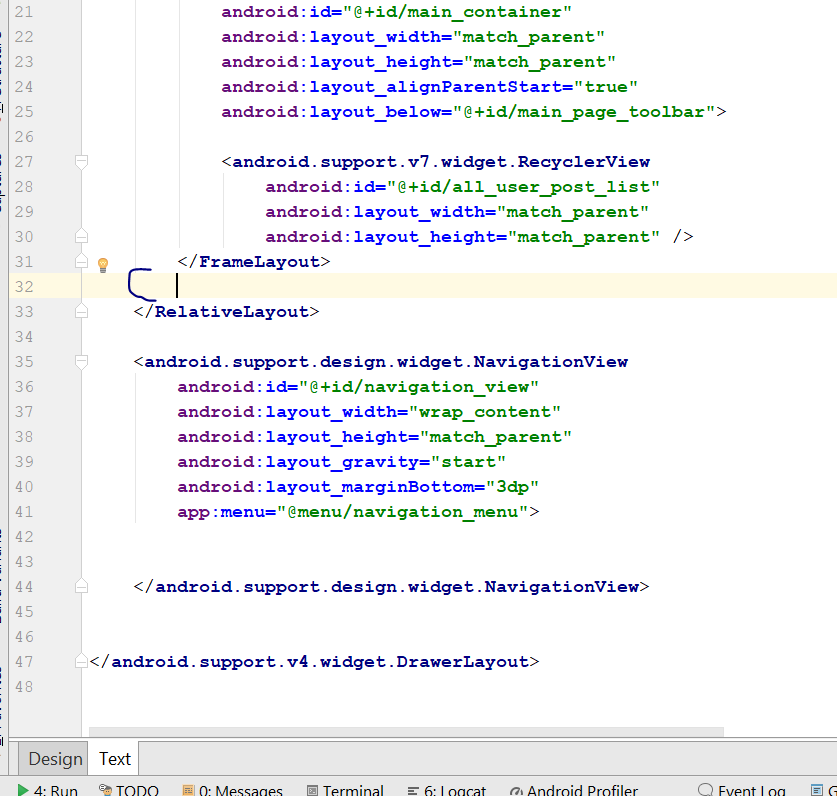 21 android:id="@+id/main_container"
22 android:layout_width="match_parent"
23 android:layout_height="match_parent"
24 android:layout_alignParentStart="true"
25 android:layout_below="@+id/main_page_toolbar">
26
27 <android.support.v7.widget.RecyclerView
28 android:id="@+id/all_user_post_list"
29 android:layout_width="match_parent"
30 android:layout_height="match_parent" />
31 </FrameLayout>
32
33 </RelativeLayout>
34
35 <android.support.design.widget.NavigationView
36 android:id="@+id/navigation_view"
37 android:layout_width="wrap_content"
38 android:layout_height="match_parent"
39 android:layout_gravity="start"
40 android:layout_marginBottom="3dp"
41 app:menu="@menu/navigation_menu">
42
43
44 </android.support.design.widget.NavigationView>
45
46
47 </android.support.v4.widget.DrawerLayout>
48
Design Text
4: Run TODO 0: Messages Terminal 6: Logcat Android Profiler Event Log